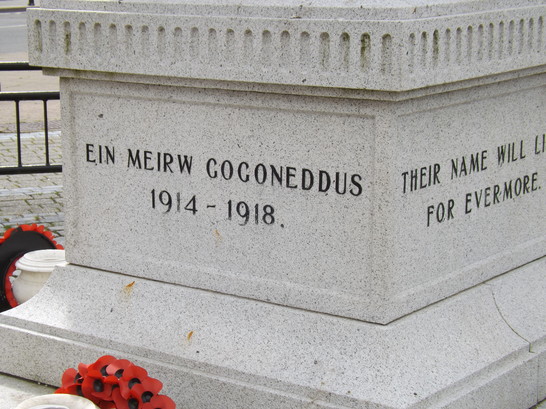 EIN MEIRW GOGONEDDUS
1914 - 1918.
THEIR NAME WILL
FOR EVERMORE.